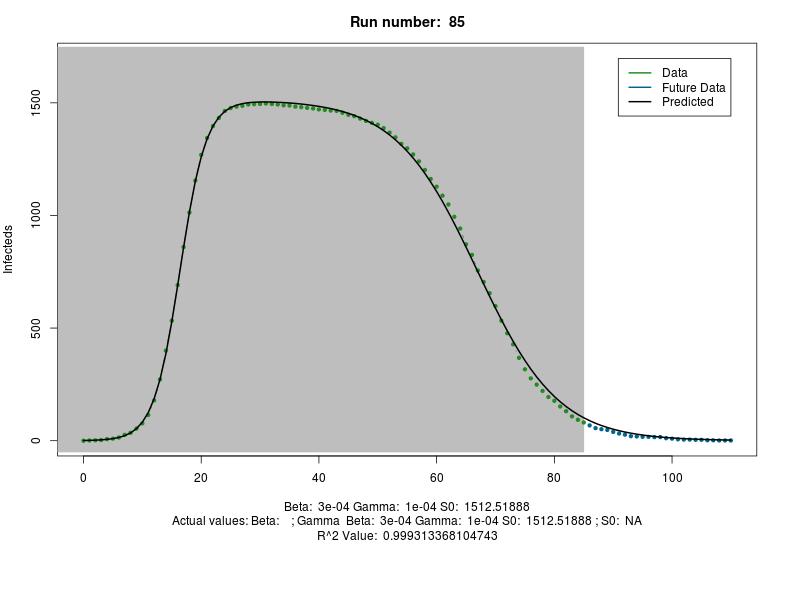 Run number: 85
Data
Future Data
Predicted
Infecteds
1500
1000
500
0
0 20 40 60 80 100
Beta: 3e-04 Gamma: 1e-04 S0: 1512.51888
Actual values: Beta: ; Gamma Beta: 3e-04 Gamma: 1e-04 S0: 1512.51888 ; S0: NA
R^2 Value: 0.999313368104743